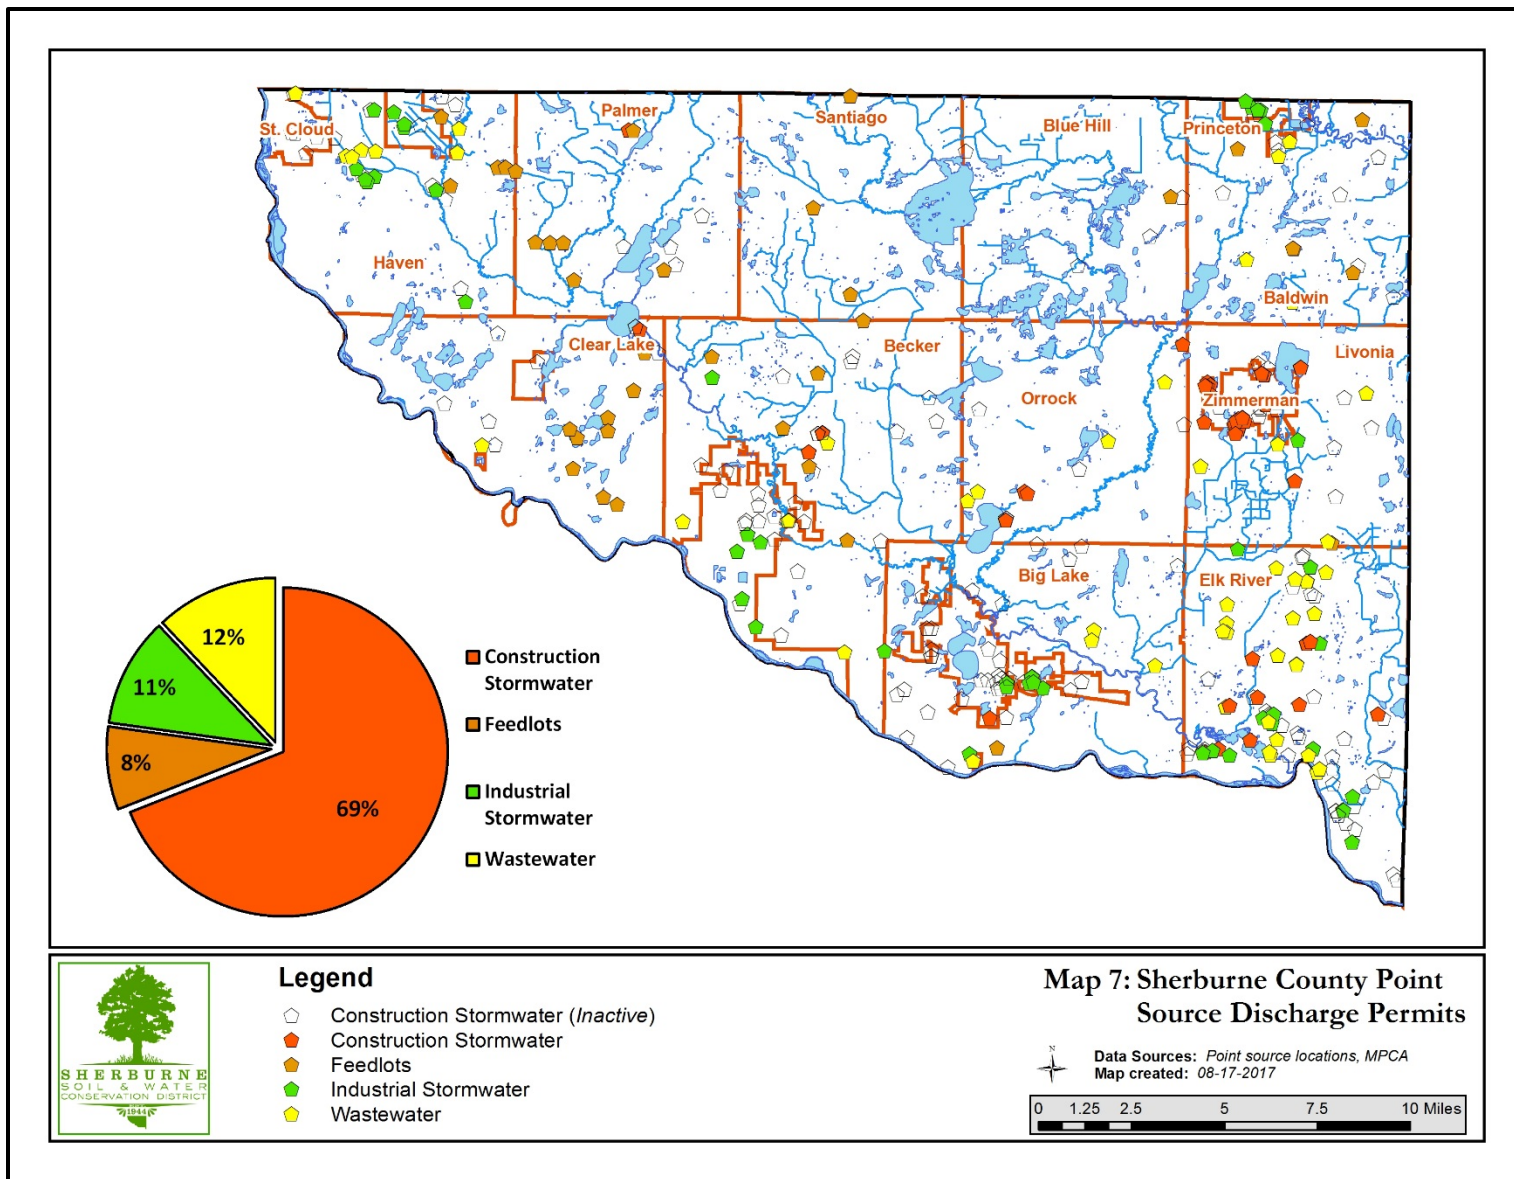 St. Cloud
Palmer
Santiago
Blue Hill
Princeton
Haven
Baldwin
Clear Lake
Becker
Livonia
Orrock
Zimmerman
Big Lake
Elk River
12%
11%
8%
69%
Construction
Stormwater
Feedlots
Industrial
Stormwater
Wastewater
SHERBURNE
SOIL & WATER
CONSERVATION DISTRICT
1944
Legend
Construction Stormwater (Inactive)
Construction Stormwater
Feedlots
Industrial Stormwater
Wastewater
Map 7: Sherburne County Point
Source Discharge Permits
N
Data Sources: Point source locations, MPCA
Map created: 08-17-2017
0 1.25 2.5 5 7.5 10 Miles